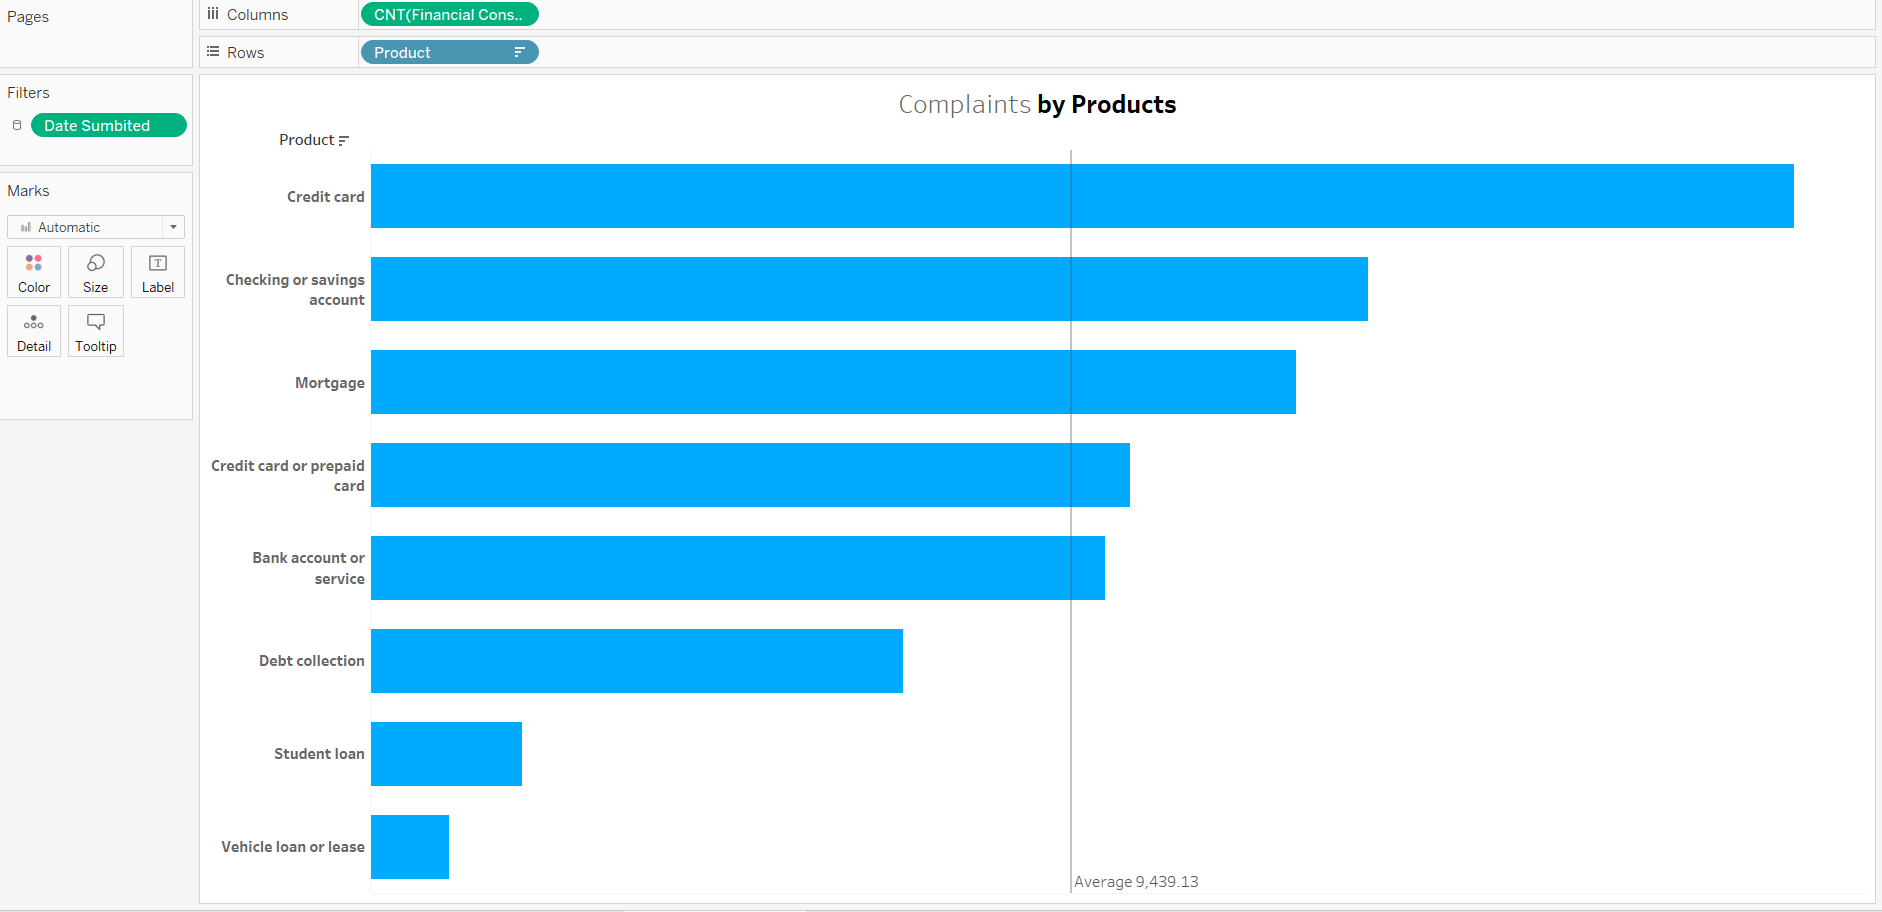 Pages
Columns
CNT(Financial Cons..
Rows
Product
Filters
Date Sumbited
Marks
Automatic
Color
Size
Label
Detail
Tooltip
Complaints by Products
Product
Credit card
Checking or savings
account
Mortgage
Credit card or prepaid
card
Bank account or
service
Debt collection
Student loan
Vehicle loan or lease
Average 9,439.13